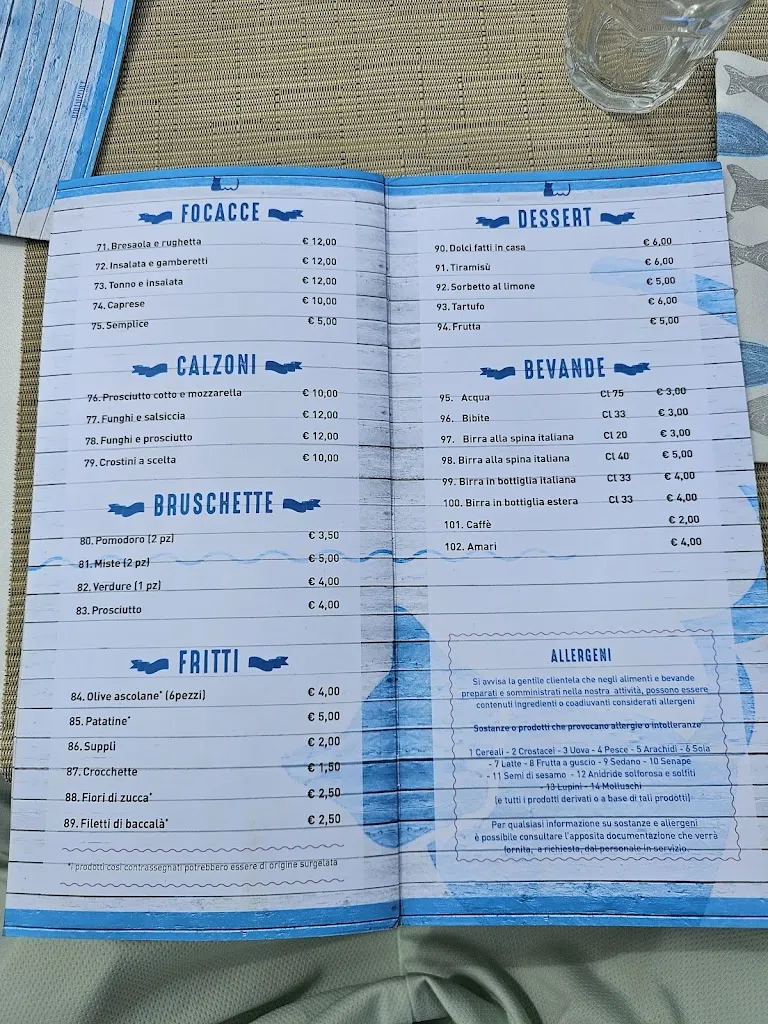 FOCACCE
71. Bresaola e rughetta € 12,00
72. Insalata e gamberetti € 12,00
73. Tonno e insalata € 12,00
74. Caprese € 10,00
75. Semplice € 5,00
CALZONI
76. Prosciutto cotto e mozzarella € 10,00
77. Funghi e salsiccia € 12,00
78. Funghi e prosciutto € 12,00
79. Crostini a scelta € 10,00
BRUSCHETTE
80. Pomodoro (2 pz) € 3,50
81. Miste (2 pz) € 5,00
82. Verdure (1 pz) € 4,00
83. Prosciutto € 4,00
FRITTI
84. Olive ascolane* (6pezzi) € 4,00
85. Patatine* € 5,00
86. Supplì € 2,00
87. Crocchette € 1,50
88. Fiori di zucca* € 2,50
89. Filetti di baccalà* € 2,50
*i prodotti così contrassegnati potrebbero essere di origine surgelata
DESSERT
90. Dolci fatti in casa € 6,00
91. Tiramisù € 6,00
92. Sorbetto al limone € 5,00
93. Tartufo € 6,00
94. Frutta € 5,00
BEVANDE
95. Acqua Cl 75 € 3,00
96. Bibite Cl 33 € 3,00
97. Birra alla spina italiana Cl 20 € 3,00
98. Birra alla spina italiana Cl 40 € 5,00
99. Birra in bottiglia italiana Cl 33 € 4,00
100. Birra in bottiglia estera Cl 33 € 4,00
101. Caffè € 2,00
102. Amari € 4,00
ALLERGENI
Si avvisa la gentile clientela che negli alimenti e bevande
preparati e somministrati nella nostra attività, possono essere
contenuti ingredienti o coadiuvanti considerati allergeni
Sostanze o prodotti che provocano allergie o intolleranze
1 Cereali - 2 Crostacei - 3 Uova - 4 Pesce - 5 Arachidi - 6 Soia
- 7 Latte - 8 Frutta a guscio - 9 Sedano - 10 Senape
- 11 Semi di sesamo - 12 Anidride solforosa e solfiti
- 13 Lupini - 14 Molluschi
(e tutti i prodotti derivati o a base di tali prodotti)
Per qualsiasi informazione su sostanze e allergeni
è possibile consultare l'apposita documentazione che verrà
fornita, a richiesta, dal personale in servizio.